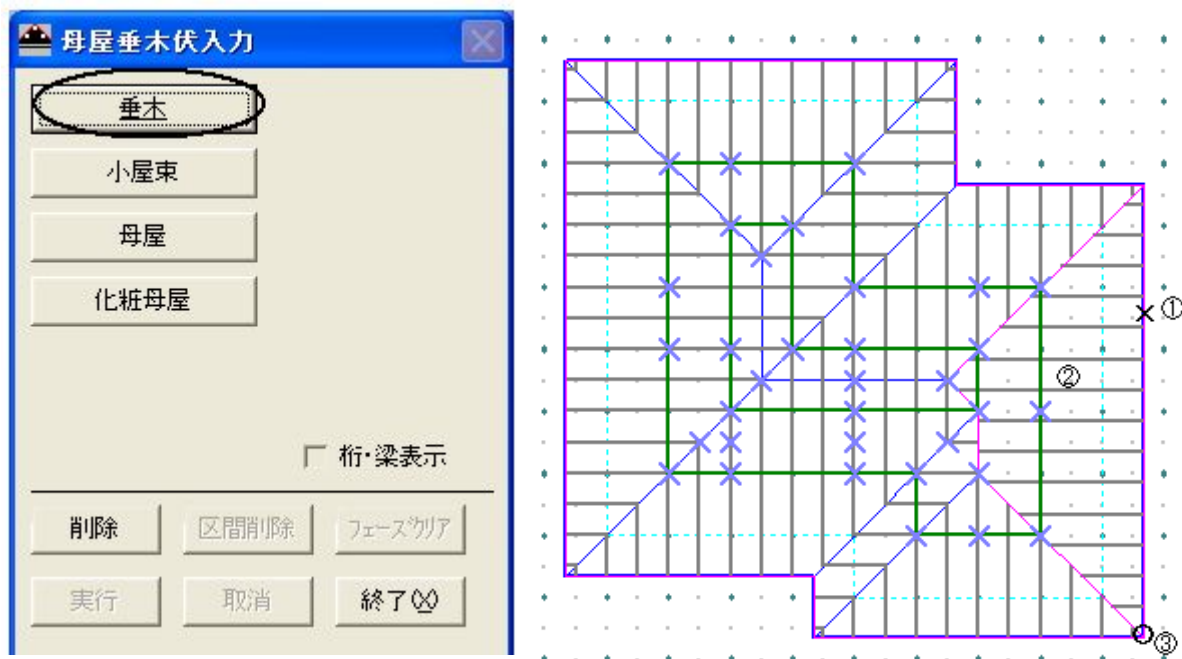 母屋垂木伏入力
垂木
小屋束
母屋
化粧母屋
桁・梁表示
削除 区間削除 フェーズクリア
実行 取消 終了(X)
①
②
③